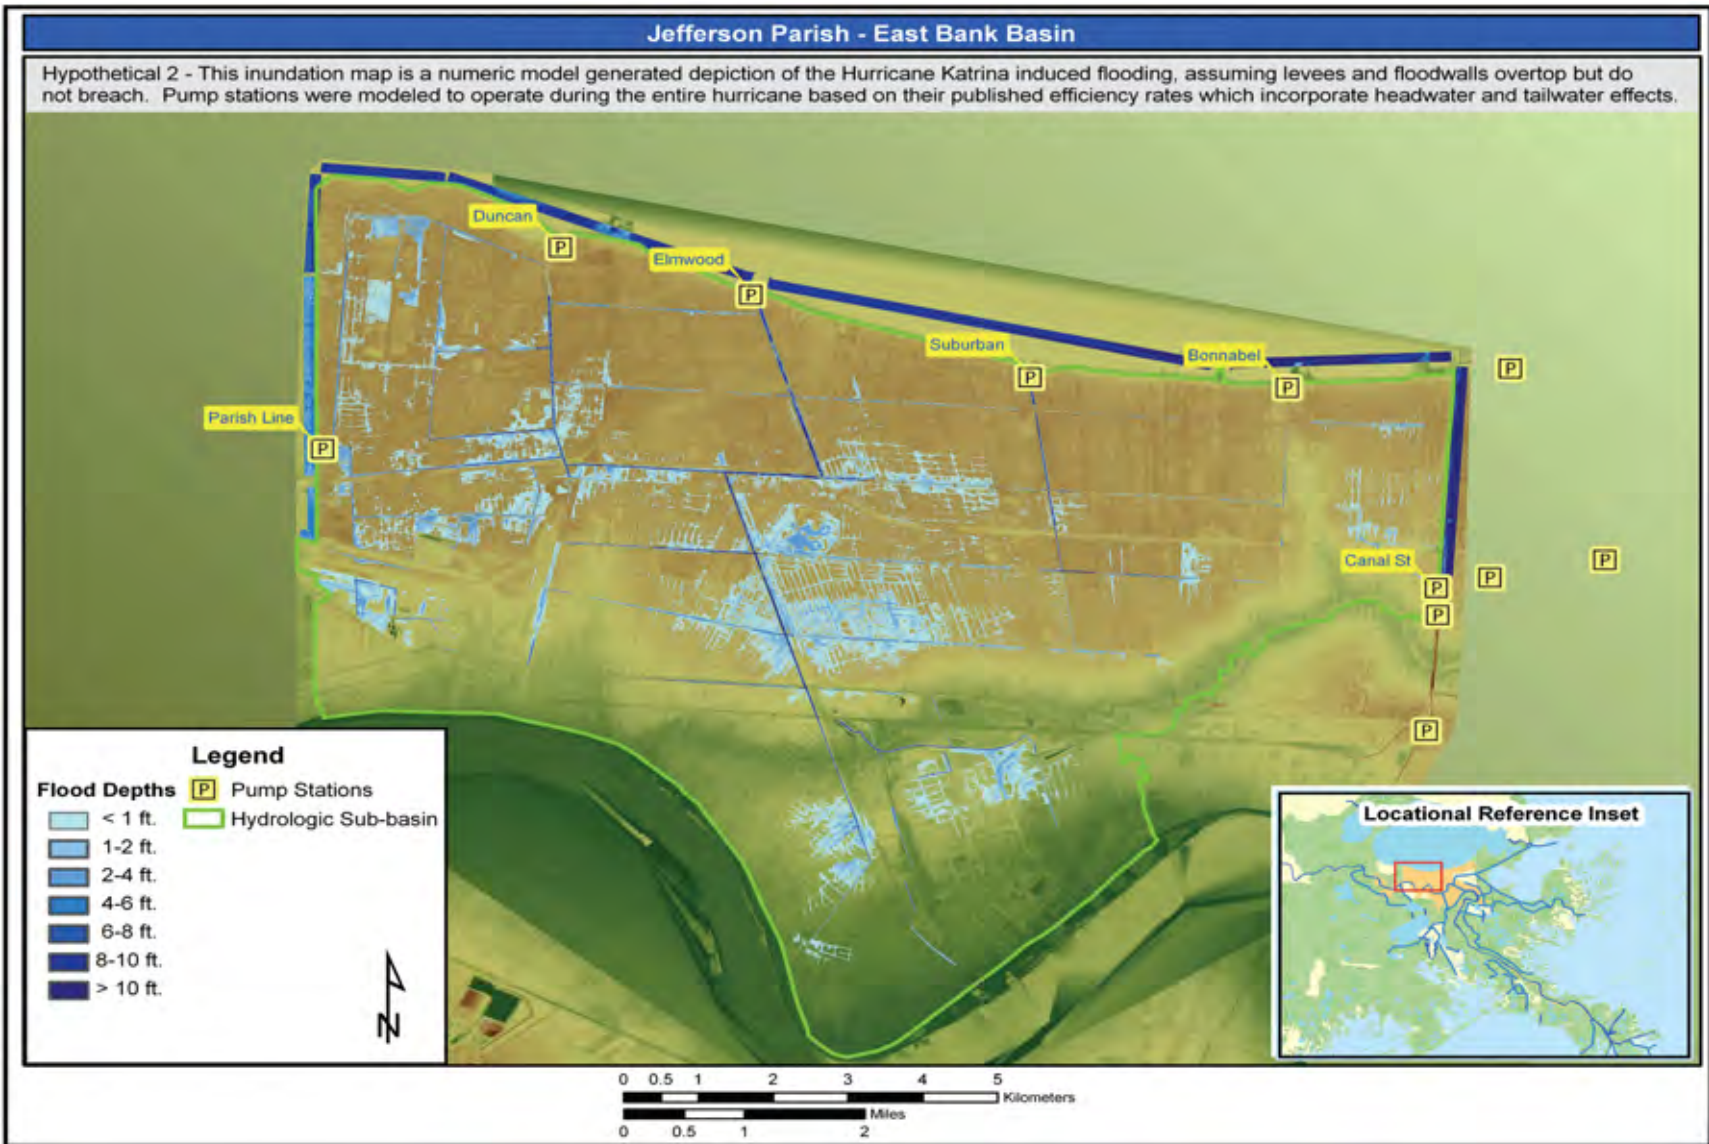 Jefferson Parish - East Bank Basin
Hypothetical 2 - This inundation map is a numeric model generated depiction of the Hurricane Katrina induced flooding, assuming levees and floodwalls overtop but do
not breach. Pump stations were modeled to operate during the entire hurricane based on their published efficiency rates which incorporate headwater and tailwater effects.
Duncan
P
Elmwood
P
Suburban
P
Bonnabel
P
P
Parish Line
P
Canal St
P
P
P
P
P
Legend
Flood Depths
P Pump Stations
Hydrologic Sub-basin
< 1 ft.
1-2 ft.
2-4 ft.
4-6 ft.
6-8 ft.
8-10 ft.
> 10 ft.
N
Locational Reference Inset
0 0.5 1 2 3 4 5
Kilometers
Miles
0 0.5 1 2